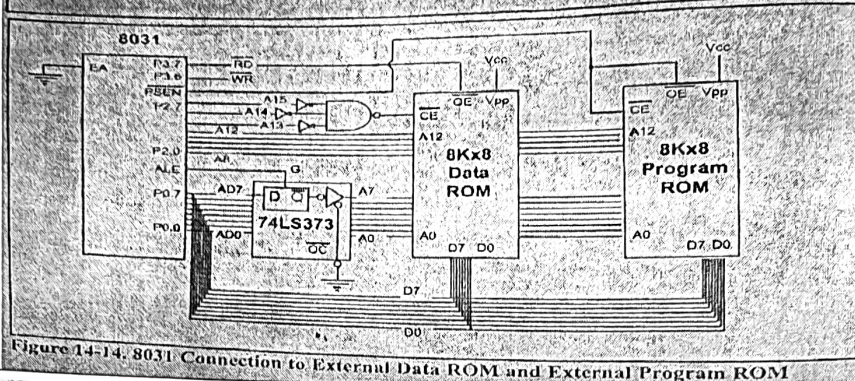 8031
EA
P3.7
RD
Vcc
Vcc
P3.6
WR
PSEN
P2.7
A15
A14
A13
A12
OE
Vpp
CE
A12
8Kx8
Data
ROM
OE
Vpp
CE
A12
8Kx8
Program
ROM
P2.0
A8
ALE
G
P0.7
AD7
D
Q
A7
74LS373
P0.0
AD0
OC
A0
A0
D7 D0
A0
D7 D0
D7
D0
Figure 14-14. 8031 Connection to External Data ROM and External Program ROM